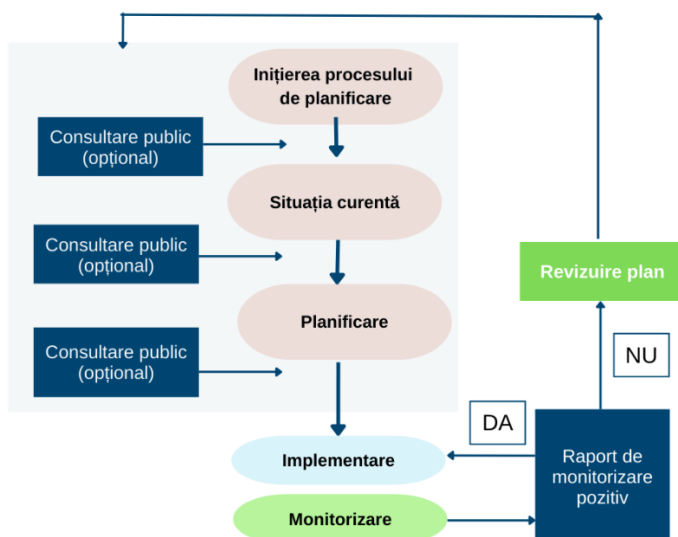 Inițierea procesului
de planificare
Consultare public
(opțional)
Situația curentă
Consultare public
(opțional)
Revizuire plan
Planificare
Consultare public
(opțional)
NU
DA
Implementare
Raport de
monitorizare
pozitiv
Monitorizare